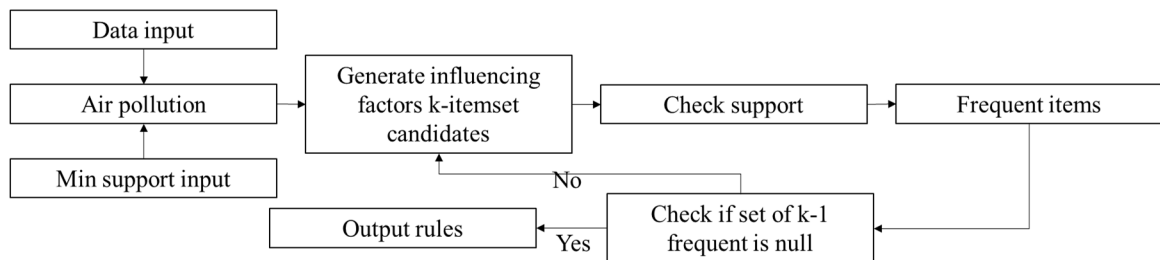 Data input
Air pollution
Min support input
Generate influencing
factors k-itemset
candidates
Check support
Frequent items
No
Check if set of k-1
frequent is null
Yes
Output rules